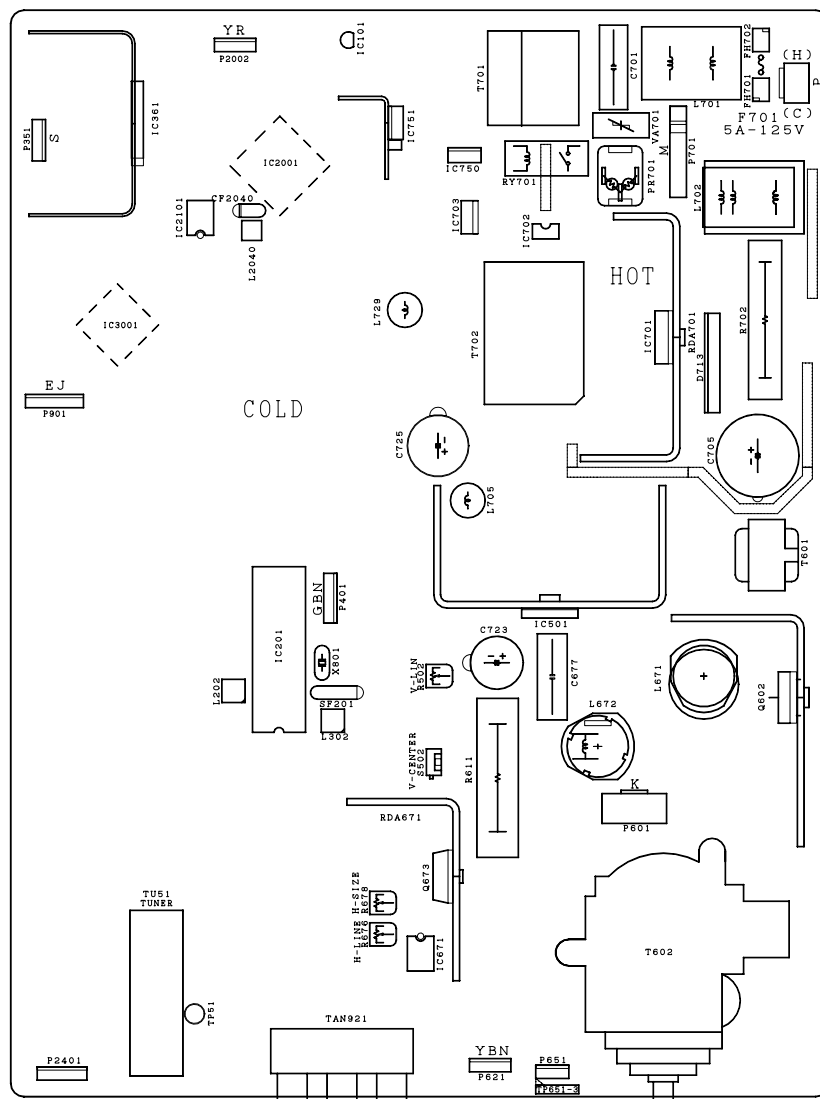 YR
P2002
IC101
T701
C701
L701
FH702
FH701
(H)
P
(C)
F701
5A-125V
P351
S
IC361
IC751
IC2001
IC750
RY701
VA701
M
P701
PR701
L702
IC2101
CF2040
L2040
IC703
IC702
HOT
L729
T702
IC701
RDA701
D713
R702
IC3001
EJ
P901
COLD
C725
L705
C705
T601
GBN
P401
IC201
X801
IC501
C723
V-LIN
R502
C677
L671
Q602
L202
SF201
L302
L672
V-CENTER
S502
R611
K
P601
RDA671
Q673
H-SIZE
R678
H-LINE
R676
IC671
TU51
TUNER
TP51
T602
TAN921
P2401
YBN
P621
P651
TP651-3